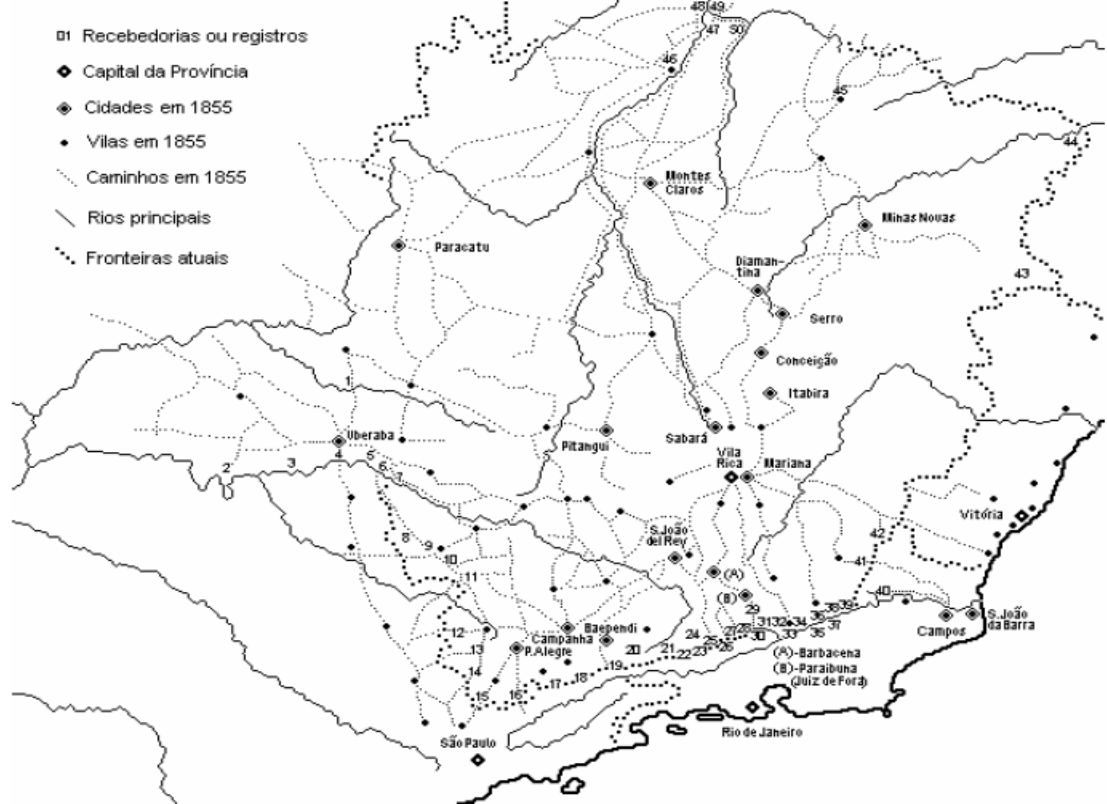 01 Recebedorias ou registros
Capital da Província
Cidades em 1855
Vilas em 1855
Caminhos em 1855
Rios principais
Fronteiras atuais
48 49
47 50
46
45
44
Montes
Claros
Minas Novas
Paracatu
Diaman-
tina
43
Serro
Conceição
1
Itabira
Uberaba
Pitangui
Sabará
Vila
Rica
Mariana
2 3 4 5 6 7
Vitória
S.João
del Rey
42
8 9
10
11
41
(A)
(B)
40
29
12
13
14
15
16
17
18
19
20
21
22
23
24
25
26
27 28
30
31 32 34
33
36
38 39
37
36
Campanha
P.Alegre
Baependi
Campos
S.João
da Barra
(A)-Barbacena
(B)-Paraibuna
(Juiz de Fora)
São Paulo
Rio de Janeiro